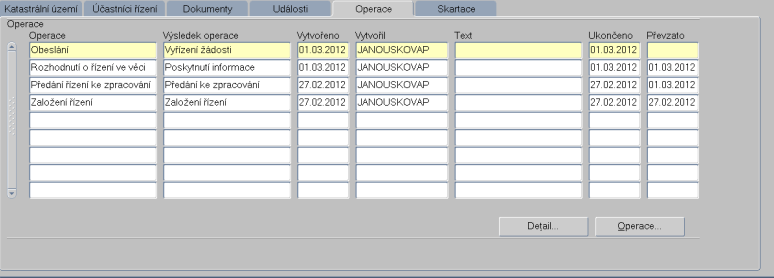 Katastrální území Účastníci řízení Dokumenty Události Operace Skartace
Operace
Operace Výsledek operace Vytvořeno Vytvořil Text Ukončeno Převzato
Obeslání Vyřízení žádosti 01.03.2012 JANOUSKOVAP 01.03.2012
Rozhodnutí o řízení ve věci Poskytnutí informace 01.03.2012 JANOUSKOVAP 01.03.2012 01.03.2012
Předání řízení ke zpracování Předání ke zpracování 27.02.2012 JANOUSKOVAP 27.02.2012 01.03.2012
Založení řízení Založení řízení 27.02.2012 JANOUSKOVAP 27.02.2012 27.02.2012
Detail... Operace...